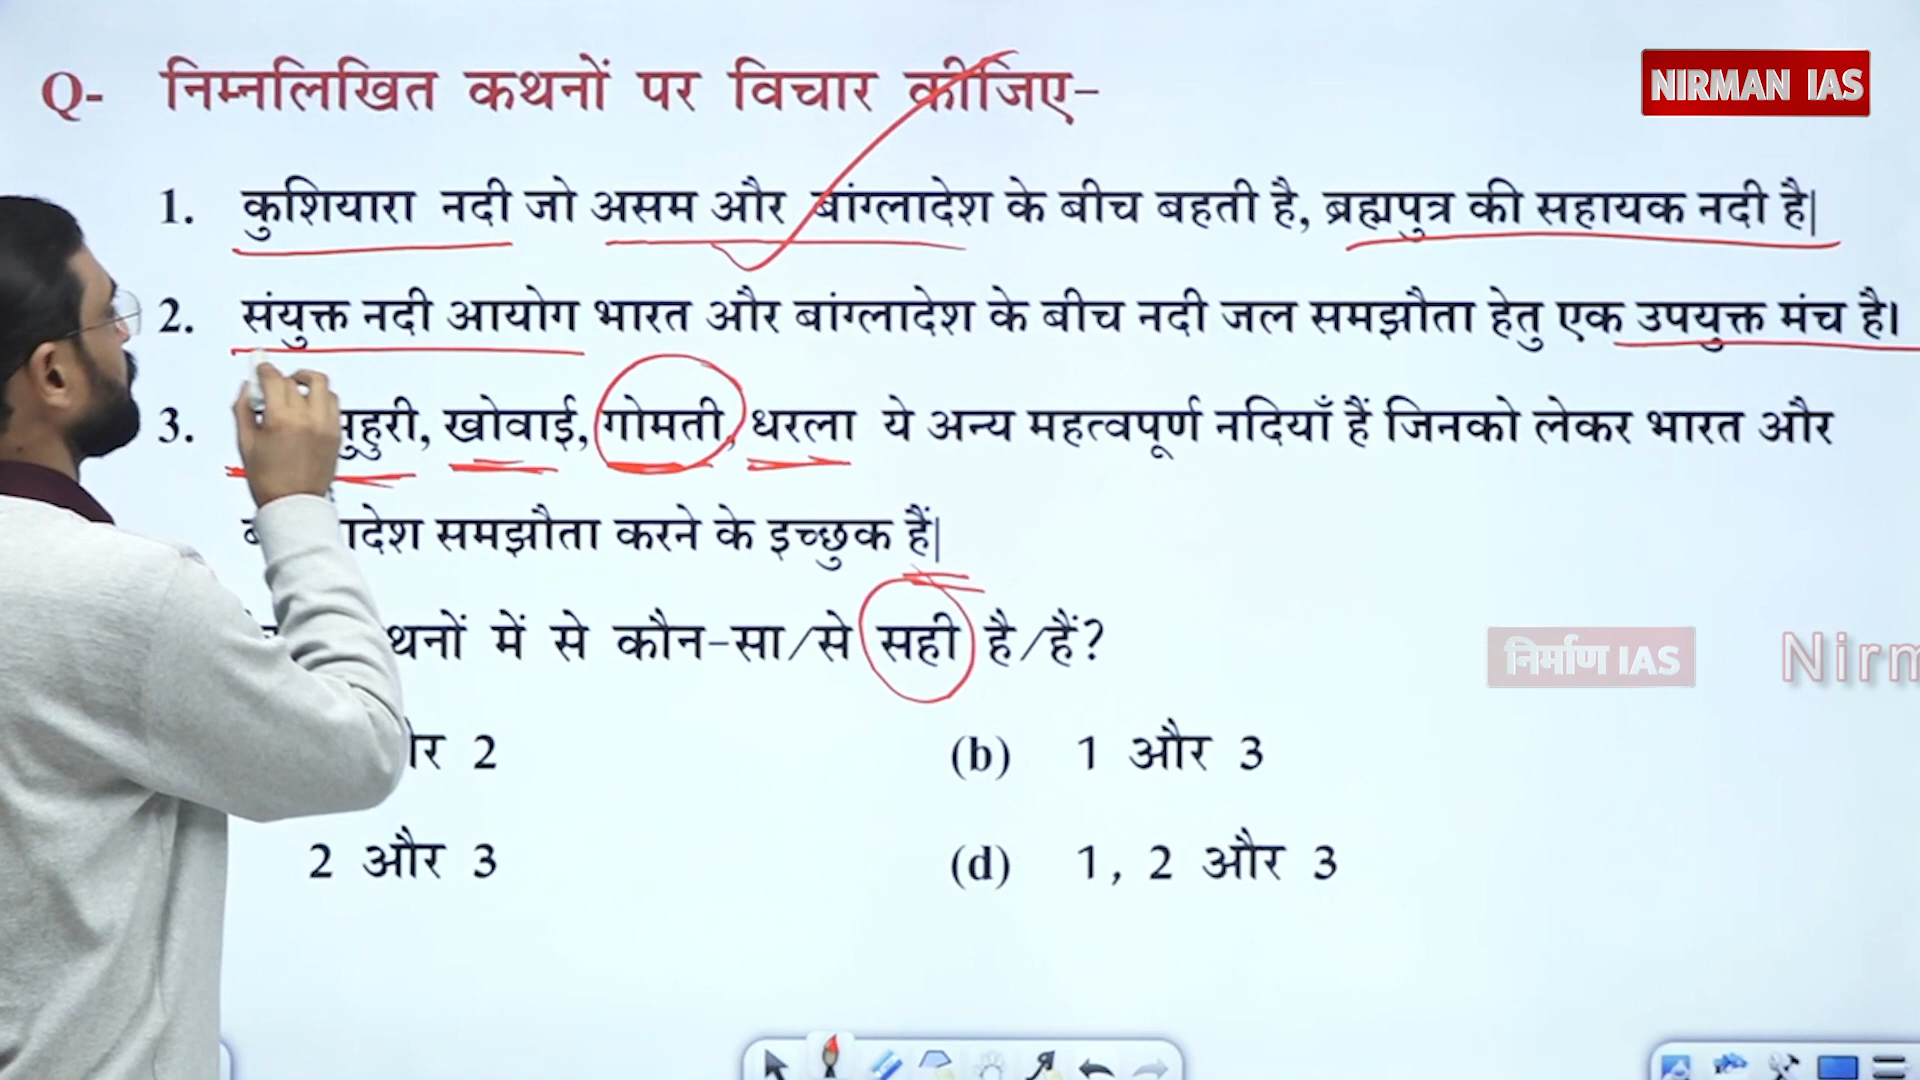 Q- निम्नलिखित कथनों पर विचार कीजिए-
NIRMAN IAS
1. कुशियारा नदी जो असम और बांग्लादेश के बीच बहती है, ब्रह्मपुत्र की सहायक नदी है|
2. संयुक्त नदी आयोग भारत और बांग्लादेश के बीच नदी जल समझौता हेतु एक उपयुक्त मंच है।
3. खोवाई, गोमती, धरला ये अन्य महत्वपूर्ण नदियाँ हैं जिनको लेकर भारत और
समझौता करने के इच्छुक हैं|
में से कौन-सा/से सही है/हैं?
निर्माण IAS
2
(b) 1 और 3
2 और 3
(d) 1, 2 और 3